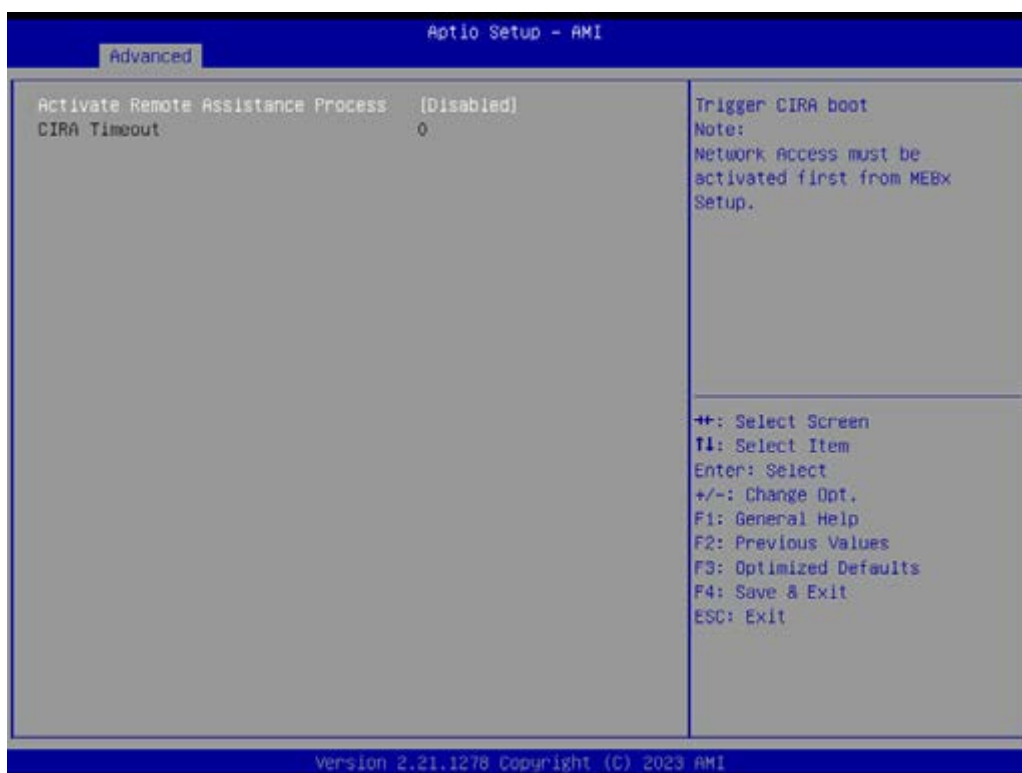 Aptio Setup – AMI
Advanced
Activate Remote Assistance Process [Disabled]
CIRA Timeout 0
Trigger CIRA boot
Note:
Network Access must be
activated first from MEBx
Setup.
→←: Select Screen
↑↓: Select Item
Enter: Select
+/-: Change Opt.
F1: General Help
F2: Previous Values
F3: Optimized Defaults
F4: Save & Exit
ESC: Exit
Version 2.21.1278 Copyright (C) 2023 AMI